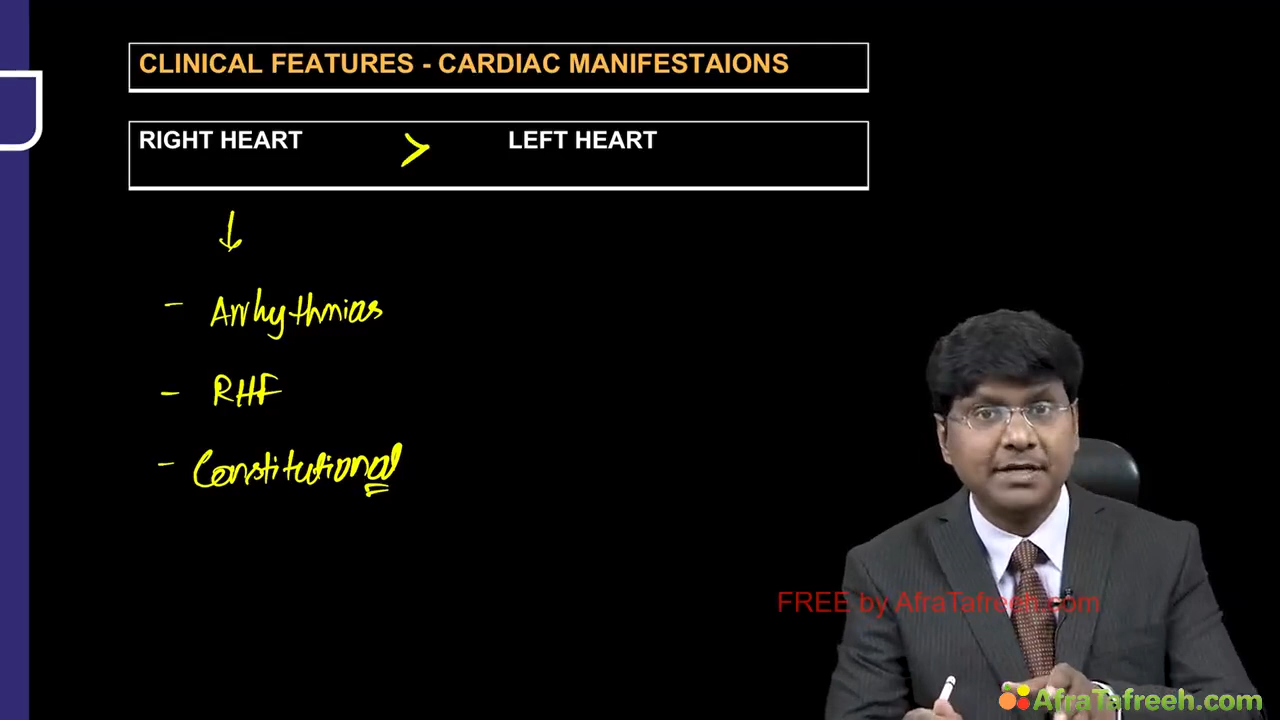 CLINICAL FEATURES - CARDIAC MANIFESTAIONS
RIGHT HEART > LEFT HEART
↓
- Arrhythmias
- RHF
- Constitutional
FREE by AfraTafreeh.com
AfraTafreeh.com